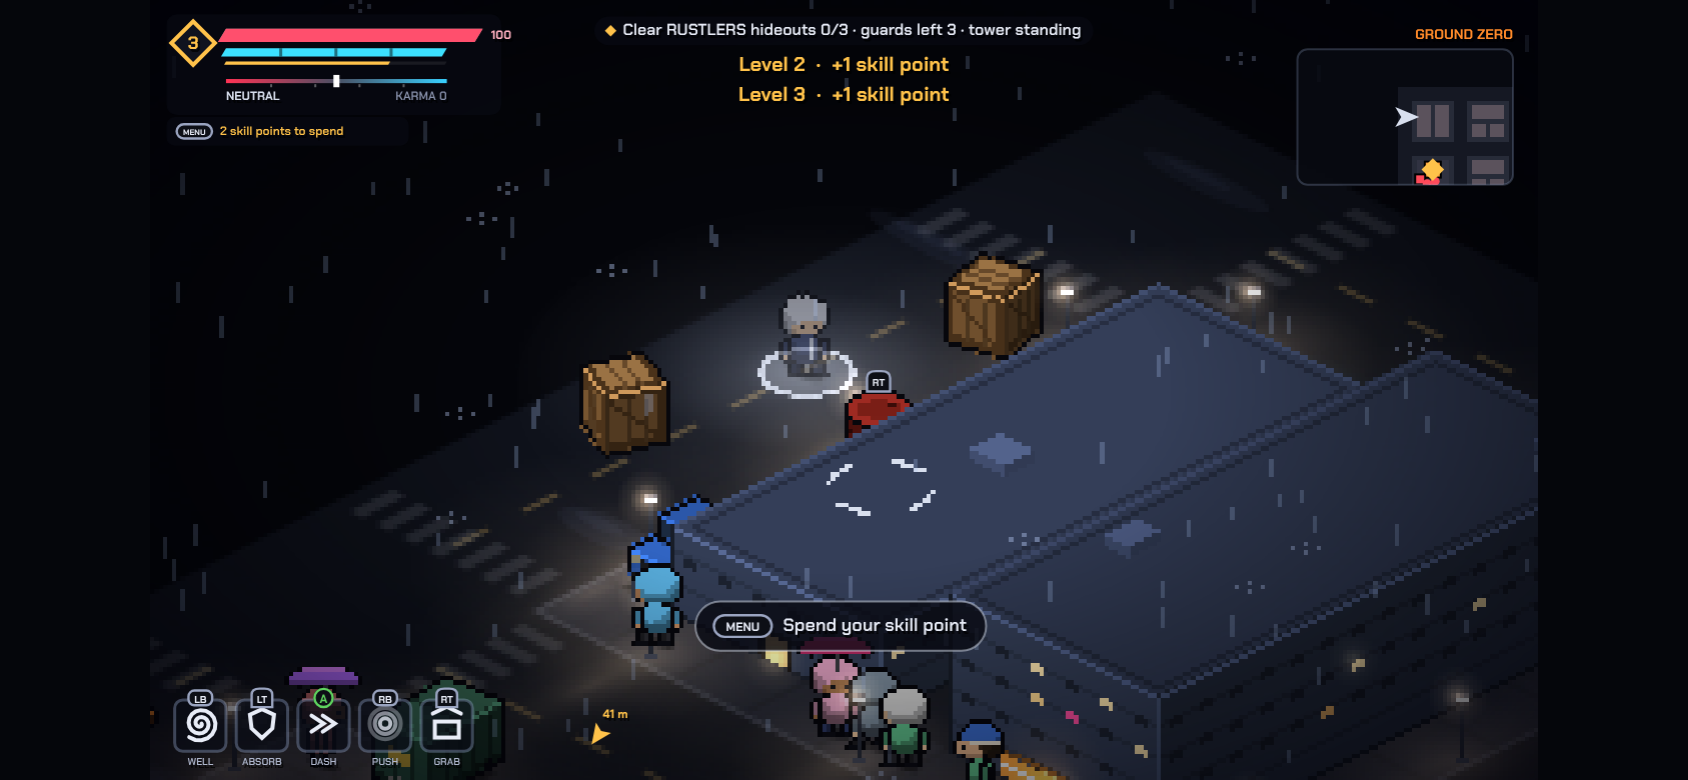 3
100
NEUTRAL
KARMA 0
MENU 2 skill points to spend
Clear RUSTLERS hideouts 0/3 · guards left 3 · tower standing
Level 2 · +1 skill point
Level 3 · +1 skill point
GROUND ZERO
RT
MENU Spend your skill point
41 m
LB
LT
A
RB
RT
WELL
ABSORB
DASH
PUSH
GRAB